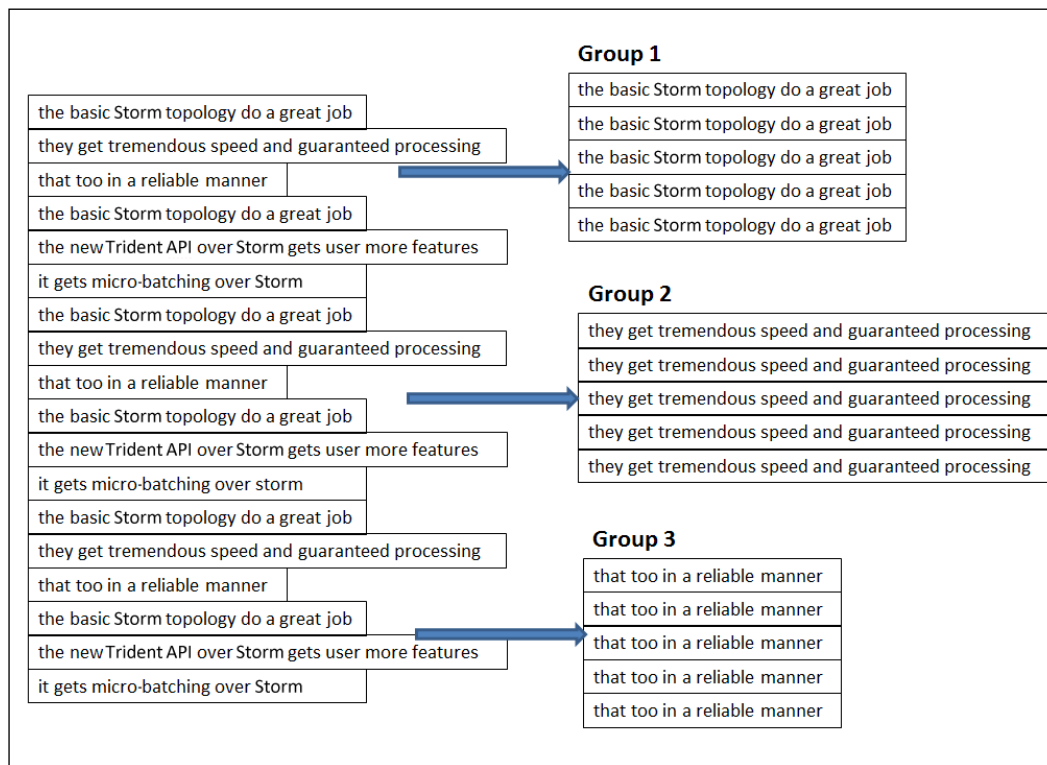 the basic Storm topology do a great job
they get tremendous speed and guaranteed processing
that too in a reliable manner
the basic Storm topology do a great job
the new Trident API over Storm gets user more features
it gets micro-batching over Storm
the basic Storm topology do a great job
they get tremendous speed and guaranteed processing
that too in a reliable manner
the basic Storm topology do a great job
the new Trident API over Storm gets user more features
it gets micro-batching over storm
the basic Storm topology do a great job
they get tremendous speed and guaranteed processing
that too in a reliable manner
the basic Storm topology do a great job
the new Trident API over Storm gets user more features
it gets micro-batching over Storm
Group 1
the basic Storm topology do a great job
the basic Storm topology do a great job
the basic Storm topology do a great job
the basic Storm topology do a great job
the basic Storm topology do a great job
Group 2
they get tremendous speed and guaranteed processing
they get tremendous speed and guaranteed processing
they get tremendous speed and guaranteed processing
they get tremendous speed and guaranteed processing
they get tremendous speed and guaranteed processing
Group 3
that too in a reliable manner
that too in a reliable manner
that too in a reliable manner
that too in a reliable manner
that too in a reliable manner